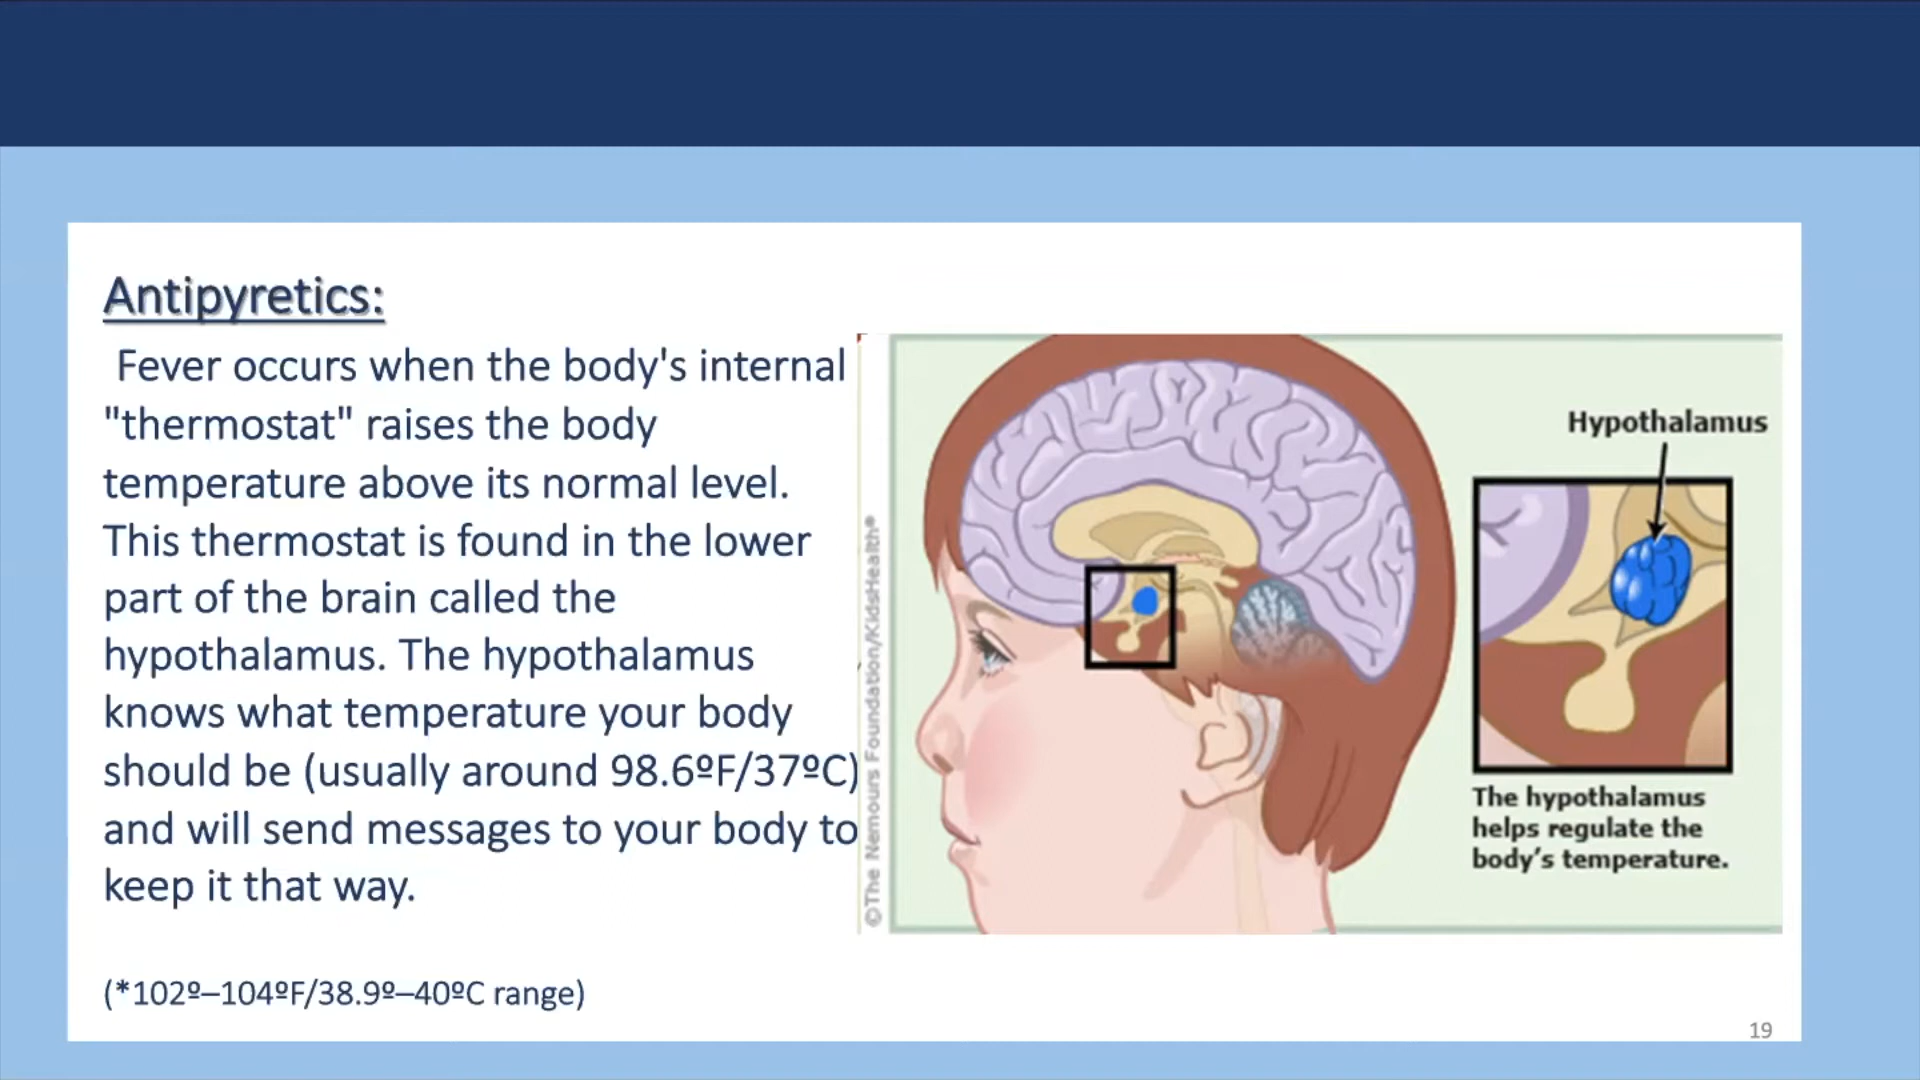 Antipyretics:
Fever occurs when the body's internal
"thermostat" raises the body
temperature above its normal level.
This thermostat is found in the lower
part of the brain called the
hypothalamus. The hypothalamus
knows what temperature your body
should be (usually around 98.6ºF/37ºC)
and will send messages to your body to
keep it that way.
(*102º–104ºF/38.9º–40ºC range)
©The Nemours Foundation/KidsHealth®
Hypothalamus
The hypothalamus
helps regulate the
body's temperature.
19